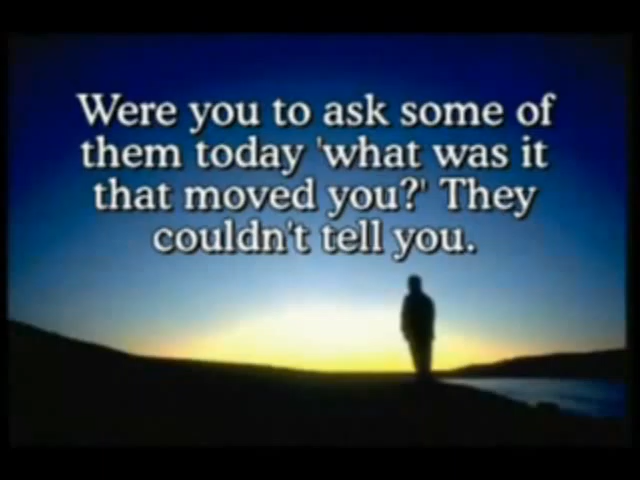 Were you to ask some of
them today 'what was it
that moved you?' They
couldn't tell you.